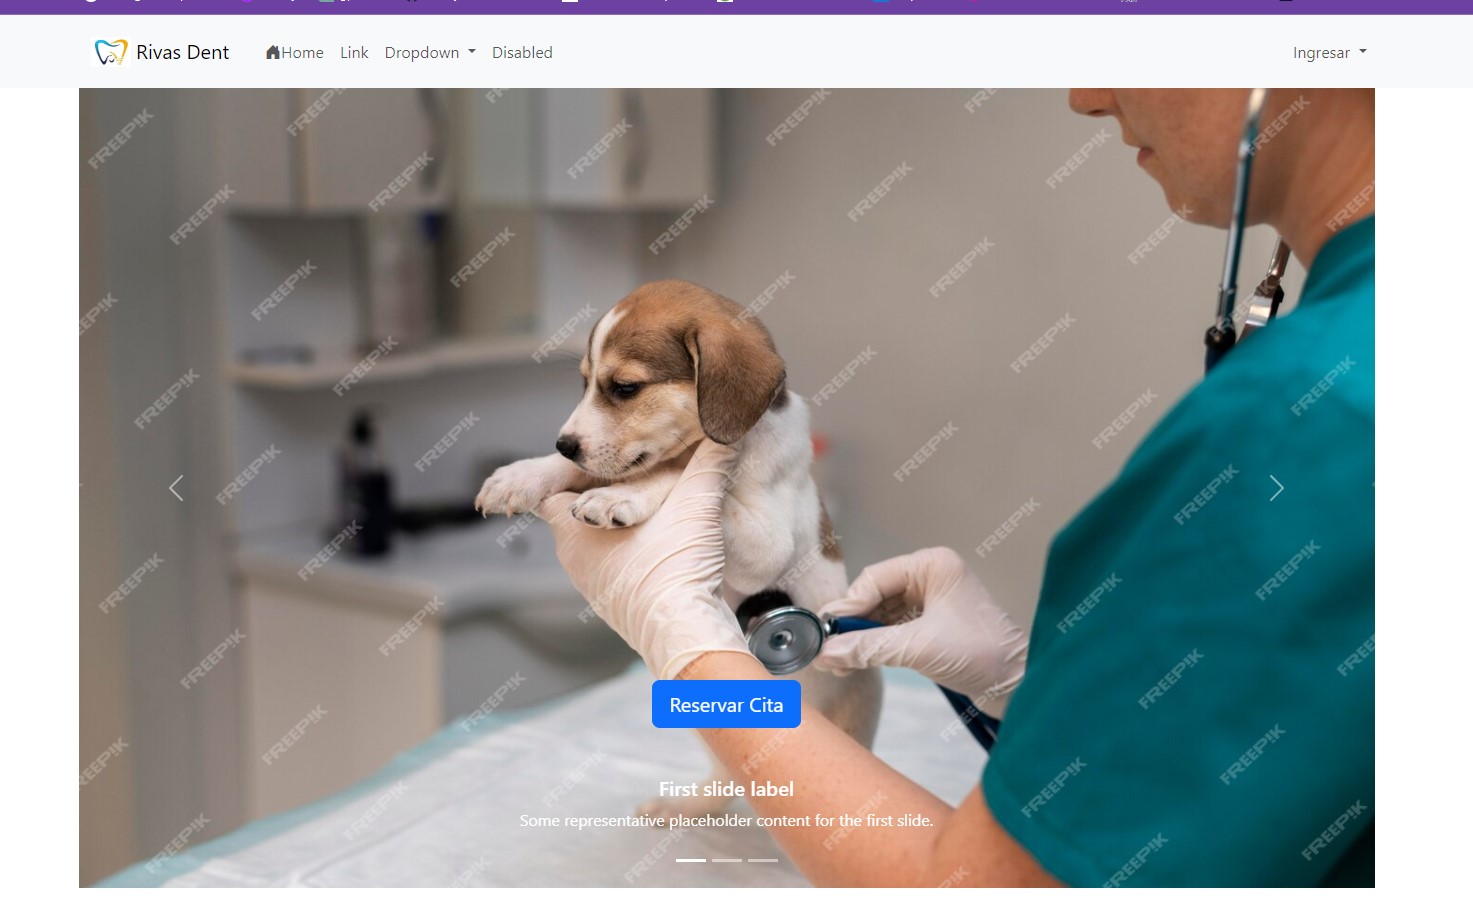 Rivas Dent
Home Link Dropdown Disabled
Ingresar
FREEPIK
Reservar Cita
First slide label
Some representative placeholder content for the first slide.